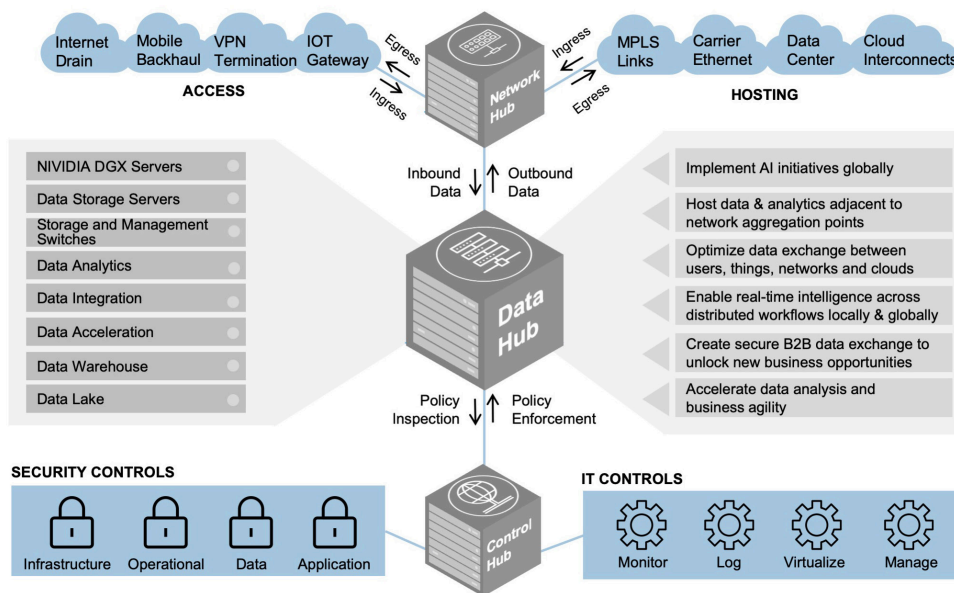 Internet
Drain
Mobile
Backhaul
VPN
Termination
IOT
Gateway
ACCESS
Egress
Ingress
Network
Hub
Ingress
Egress
MPLS
Links
Carrier
Ethernet
Data
Center
Cloud
Interconnects
HOSTING
Inbound
Data
Outbound
Data
NIVIDIA DGX Servers
Data Storage Servers
Storage and Management
Switches
Data Analytics
Data Integration
Data Acceleration
Data Warehouse
Data Lake
Data
Hub
Implement AI initiatives globally
Host data & analytics adjacent to
network aggregation points
Optimize data exchange between
users, things, networks and clouds
Enable real-time intelligence across
distributed workflows locally & globally
Create secure B2B data exchange to
unlock new business opportunities
Accelerate data analysis and
business agility
Policy
Inspection
Policy
Enforcement
SECURITY CONTROLS
Infrastructure
Operational
Data
Application
Control
Hub
IT CONTROLS
Monitor
Log
Virtualize
Manage